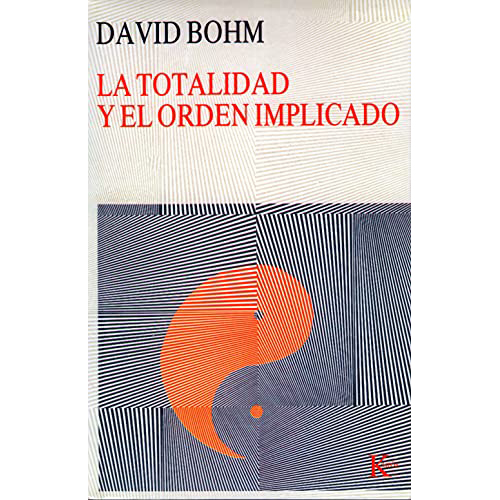 DAVID BOHM
LA TOTALIDAD
Y EL ORDEN IMPLICADO
K